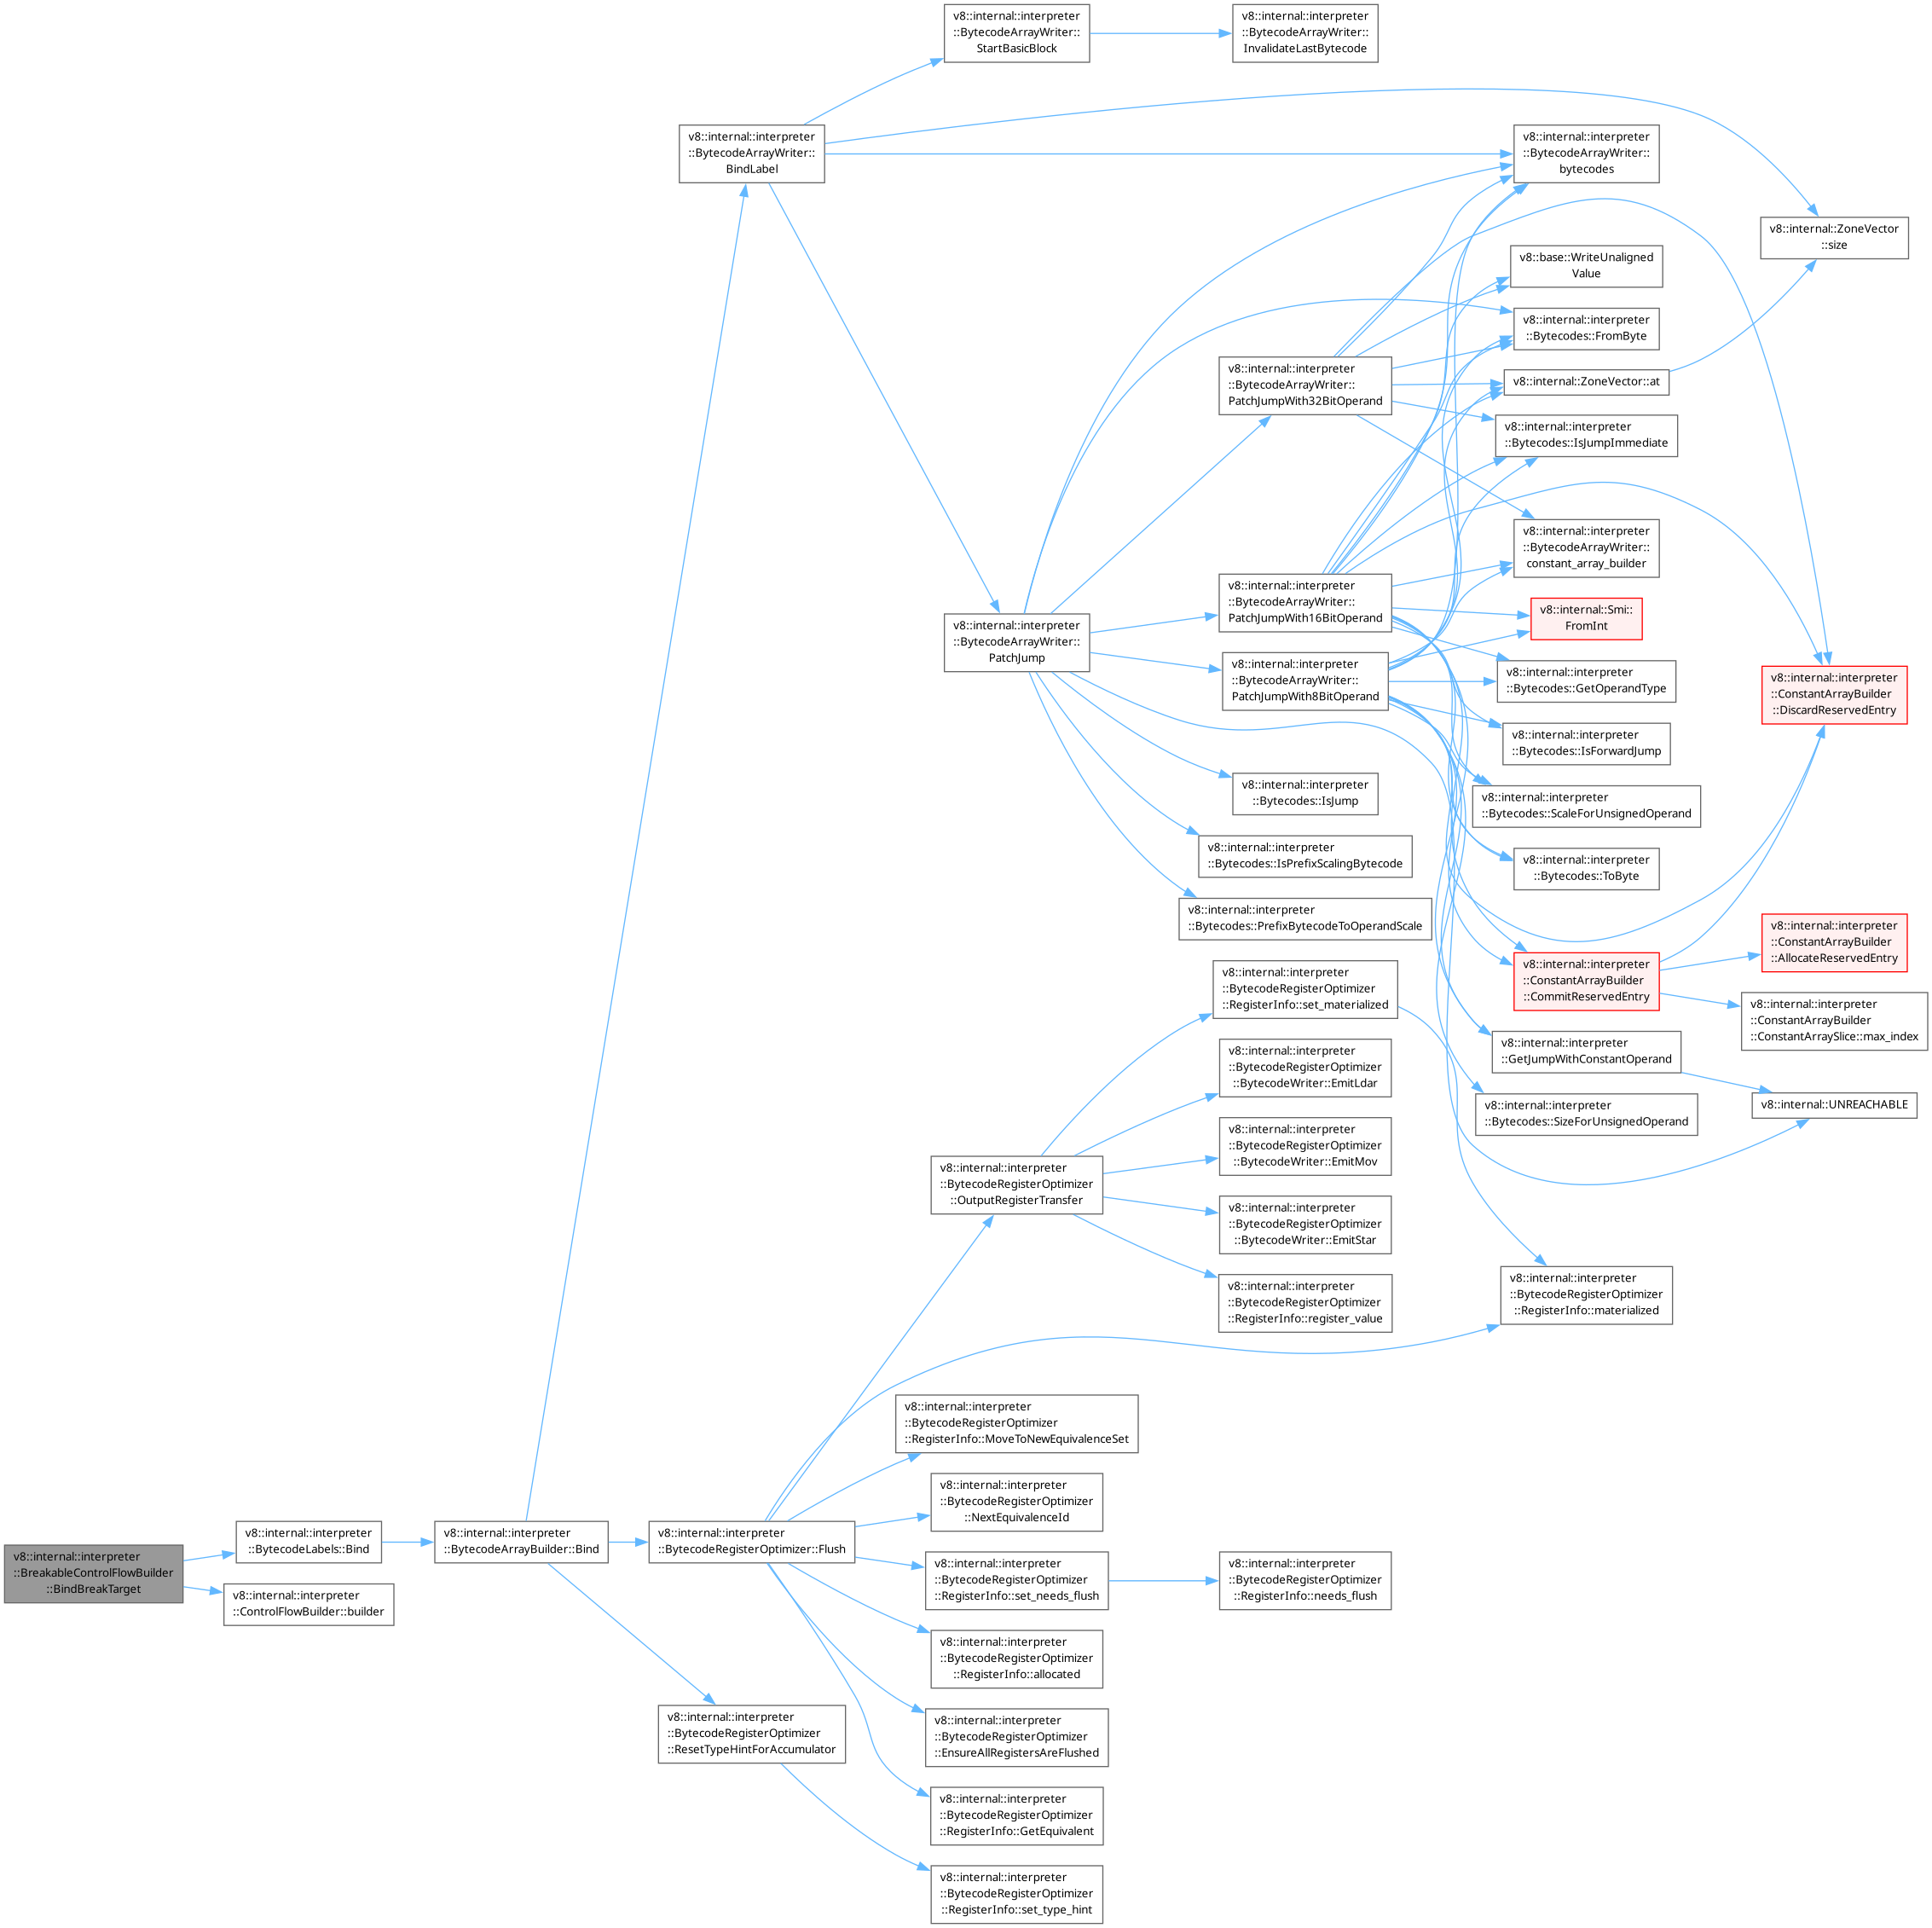 v8::internal::interpreter
::BreakableControlFlowBuilder
::BindBreakTarget
v8::internal::interpreter
::BytecodeLabels::Bind
v8::internal::interpreter
::ControlFlowBuilder::builder
v8::internal::interpreter
::BytecodeArrayBuilder::Bind
v8::internal::interpreter
::BytecodeArrayWriter::
BindLabel
v8::internal::interpreter
::BytecodeRegisterOptimizer::Flush
v8::internal::interpreter
::BytecodeRegisterOptimizer
::ResetTypeHintForAccumulator
v8::internal::interpreter
::BytecodeArrayWriter::
StartBasicBlock
v8::internal::interpreter
::BytecodeArrayWriter::
PatchJump
v8::internal::interpreter
::BytecodeRegisterOptimizer
::OutputRegisterTransfer
v8::internal::interpreter
::BytecodeRegisterOptimizer
::RegisterInfo::MoveToNewEquivalenceSet
v8::internal::interpreter
::BytecodeRegisterOptimizer
::NextEquivalenceId
v8::internal::interpreter
::BytecodeRegisterOptimizer
::RegisterInfo::set_needs_flush
v8::internal::interpreter
::BytecodeRegisterOptimizer
::RegisterInfo::allocated
v8::internal::interpreter
::BytecodeRegisterOptimizer
::EnsureAllRegistersAreFlushed
v8::internal::interpreter
::BytecodeRegisterOptimizer
::RegisterInfo::GetEquivalent
v8::internal::interpreter
::BytecodeRegisterOptimizer
::RegisterInfo::set_type_hint
v8::internal::interpreter
::BytecodeArrayWriter::
InvalidateLastBytecode
v8::internal::interpreter
::BytecodeArrayWriter::
PatchJumpWith32BitOperand
v8::internal::interpreter
::BytecodeArrayWriter::
PatchJumpWith16BitOperand
v8::internal::interpreter
::BytecodeArrayWriter::
PatchJumpWith8BitOperand
v8::internal::interpreter
::Bytecodes::IsJump
v8::internal::interpreter
::Bytecodes::IsPrefixScalingBytecode
v8::internal::interpreter
::Bytecodes::PrefixBytecodeToOperandScale
v8::internal::interpreter
::BytecodeRegisterOptimizer
::RegisterInfo::set_materialized
v8::internal::interpreter
::BytecodeRegisterOptimizer
::BytecodeWriter::EmitLdar
v8::internal::interpreter
::BytecodeRegisterOptimizer
::BytecodeWriter::EmitMov
v8::internal::interpreter
::BytecodeRegisterOptimizer
::BytecodeWriter::EmitStar
v8::internal::interpreter
::BytecodeRegisterOptimizer
::RegisterInfo::register_value
v8::internal::interpreter
::BytecodeRegisterOptimizer
::RegisterInfo::needs_flush
v8::internal::interpreter
::BytecodeArrayWriter::
bytecodes
v8::base::WriteUnaligned
Value
v8::internal::interpreter
::Bytecodes::FromByte
v8::internal::ZoneVector::at
v8::internal::interpreter
::Bytecodes::IsJumpImmediate
v8::internal::interpreter
::BytecodeArrayWriter::
constant_array_builder
v8::internal::Smi::
FromInt
v8::internal::interpreter
::Bytecodes::GetOperandType
v8::internal::interpreter
::Bytecodes::IsForwardJump
v8::internal::interpreter
::Bytecodes::ScaleForUnsignedOperand
v8::internal::interpreter
::Bytecodes::ToByte
v8::internal::interpreter
::ConstantArrayBuilder
::CommitReservedEntry
v8::internal::interpreter
::GetJumpWithConstantOperand
v8::internal::interpreter
::Bytecodes::SizeForUnsignedOperand
v8::internal::interpreter
::BytecodeRegisterOptimizer
::RegisterInfo::materialized
v8::internal::ZoneVector
::size
v8::internal::interpreter
::ConstantArrayBuilder
::DiscardReservedEntry
v8::internal::interpreter
::ConstantArrayBuilder
::AllocateReservedEntry
v8::internal::interpreter
::ConstantArrayBuilder
::ConstantArraySlice::max_index
v8::internal::UNREACHABLE